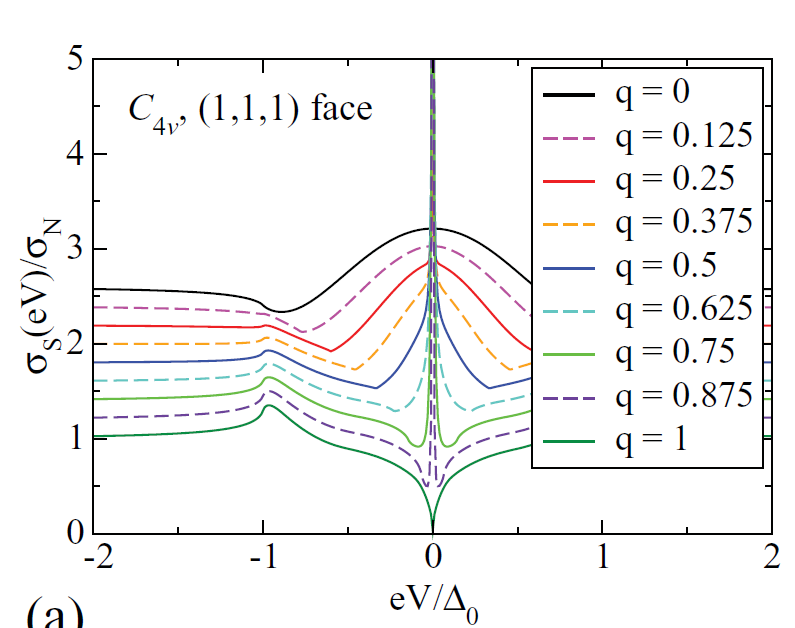 5
4
3
2
1
0
-2
-1
0
1
2
σS(eV)/σN
eV/Δ0
C4v, (1,1,1) face
q = 0
q = 0.125
q = 0.25
q = 0.375
q = 0.5
q = 0.625
q = 0.75
q = 0.875
q = 1
(a)